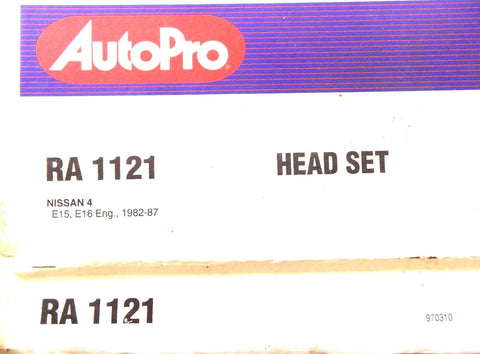 AutoPro
RA 1121 HEAD SET
NISSAN 4
E15, E16 Eng., 1982-87
RA 1121 970310